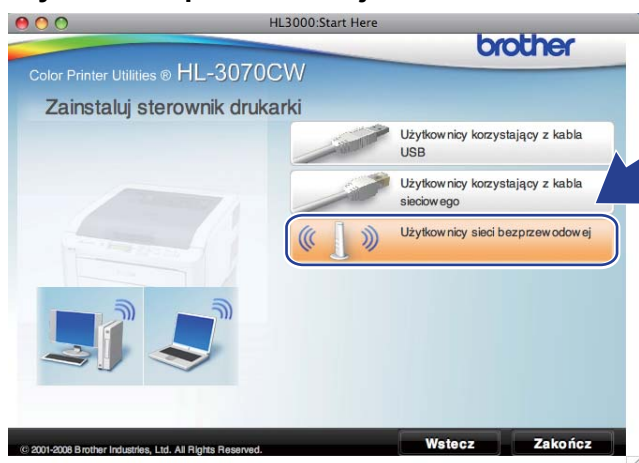 HL3000:Start Here
brother
Color Printer Utilities ® HL-3070CW
Zainstaluj sterownik drukarki
Użytkownicy korzystający z kabla
USB
Użytkownicy korzystający z kabla
sieciowego
Użytkownicy sieci bezprzewodowej
© 2001-2008 Brother Industries, Ltd. All Rights Reserved.
Wstecz
Zakończ